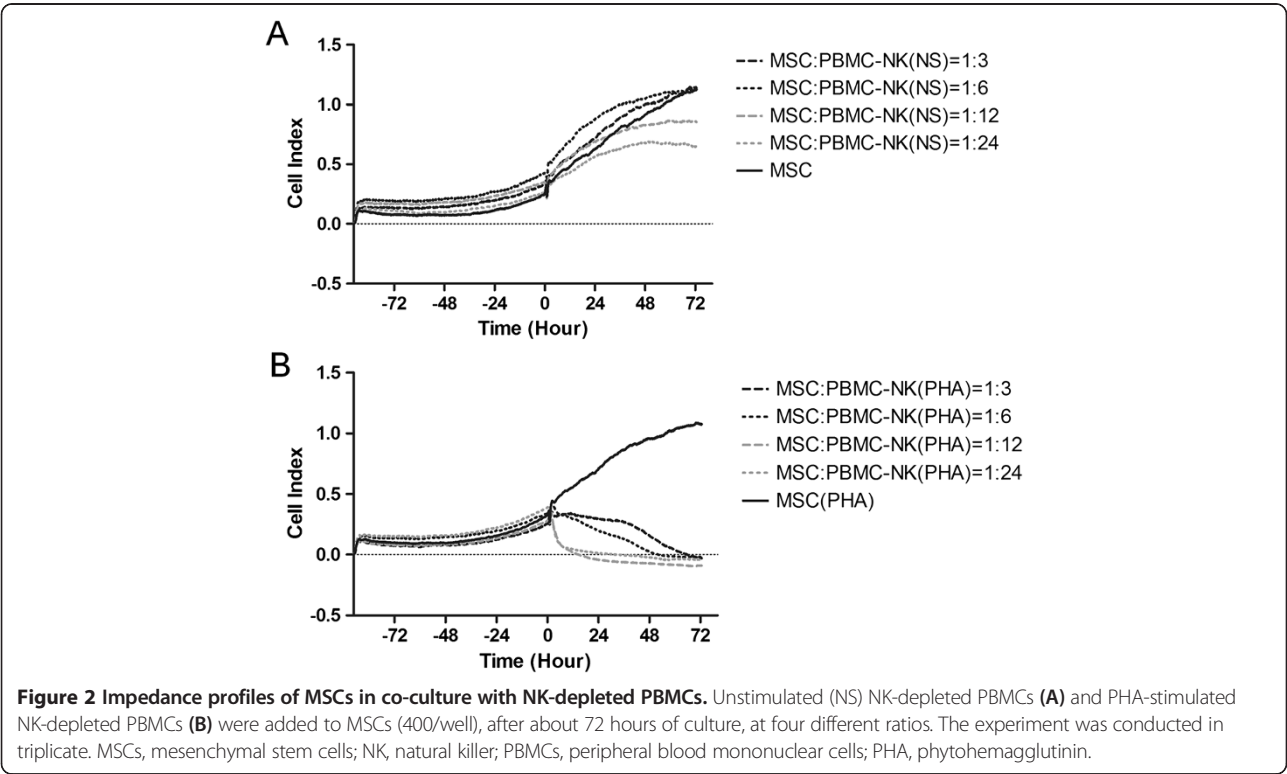 A
1.5
1.0
0.5
0.0
-0.5
Cell Index
-72 -48 -24 0 24 48 72
Time (Hour)
MSC:PBMC-NK(NS)=1:3
MSC:PBMC-NK(NS)=1:6
MSC:PBMC-NK(NS)=1:12
MSC:PBMC-NK(NS)=1:24
MSC
B
1.5
1.0
0.5
0.0
-0.5
Cell Index
-72 -48 -24 0 24 48 72
Time (Hour)
MSC:PBMC-NK(PHA)=1:3
MSC:PBMC-NK(PHA)=1:6
MSC:PBMC-NK(PHA)=1:12
MSC:PBMC-NK(PHA)=1:24
MSC(PHA)
Figure 2 Impedance profiles of MSCs in co-culture with NK-depleted PBMCs. Unstimulated (NS) NK-depleted PBMCs (A) and PHA-stimulated
NK-depleted PBMCs (B) were added to MSCs (400/well), after about 72 hours of culture, at four different ratios. The experiment was conducted in
triplicate. MSCs, mesenchymal stem cells; NK, natural killer; PBMCs, peripheral blood mononuclear cells; PHA, phytohemagglutinin.